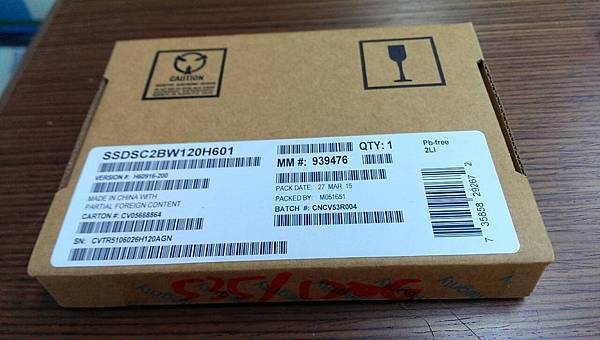 CAUTION
SSDSC2BW120H601
VERSION #: H60916-200
MADE IN CHINA WITH
PARTIAL FOREIGN CONTENT
CARTON #: CV05668864
SN: CVTR5106026H120AGN
QTY: 1
MM #: 939476
PACK DATE: 27 MAR 15
PACKED BY: M051651
BATCH #: CNCV53R004
Pb-free
2LI
7 35858 29267 2